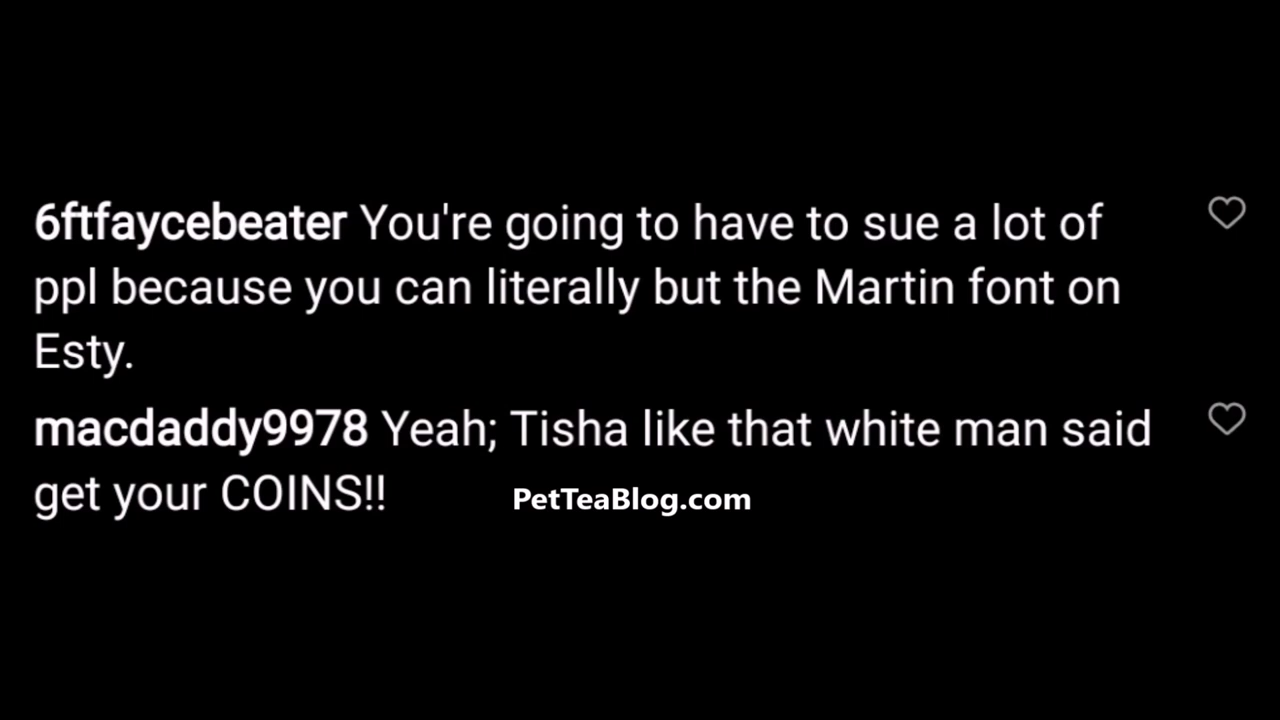 6ftfaycebeater You're going to have to sue a lot of
ppl because you can literally but the Martin font on
Esty.
macdaddy9978 Yeah; Tisha like that white man said
get your COINS!!
PetTeaBlog.com